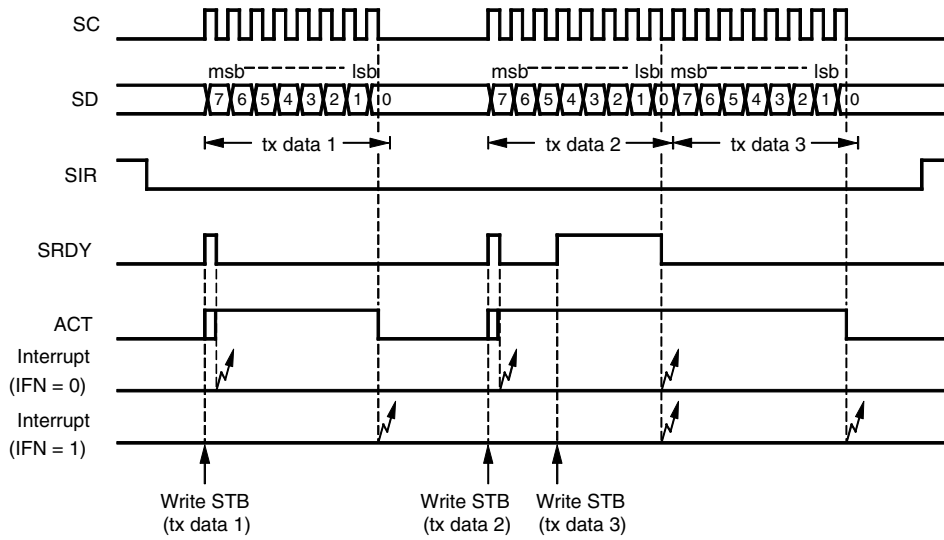 SC
msb lsb msb lsb msb lsb
SD 7 6 5 4 3 2 1 0 7 6 5 4 3 2 1 0 7 6 5 4 3 2 1 0
tx data 1 tx data 2 tx data 3
SIR
SRDY
ACT
Interrupt
(IFN = 0)
Interrupt
(IFN = 1)
Write STB Write STB Write STB
(tx data 1) (tx data 2) (tx data 3)